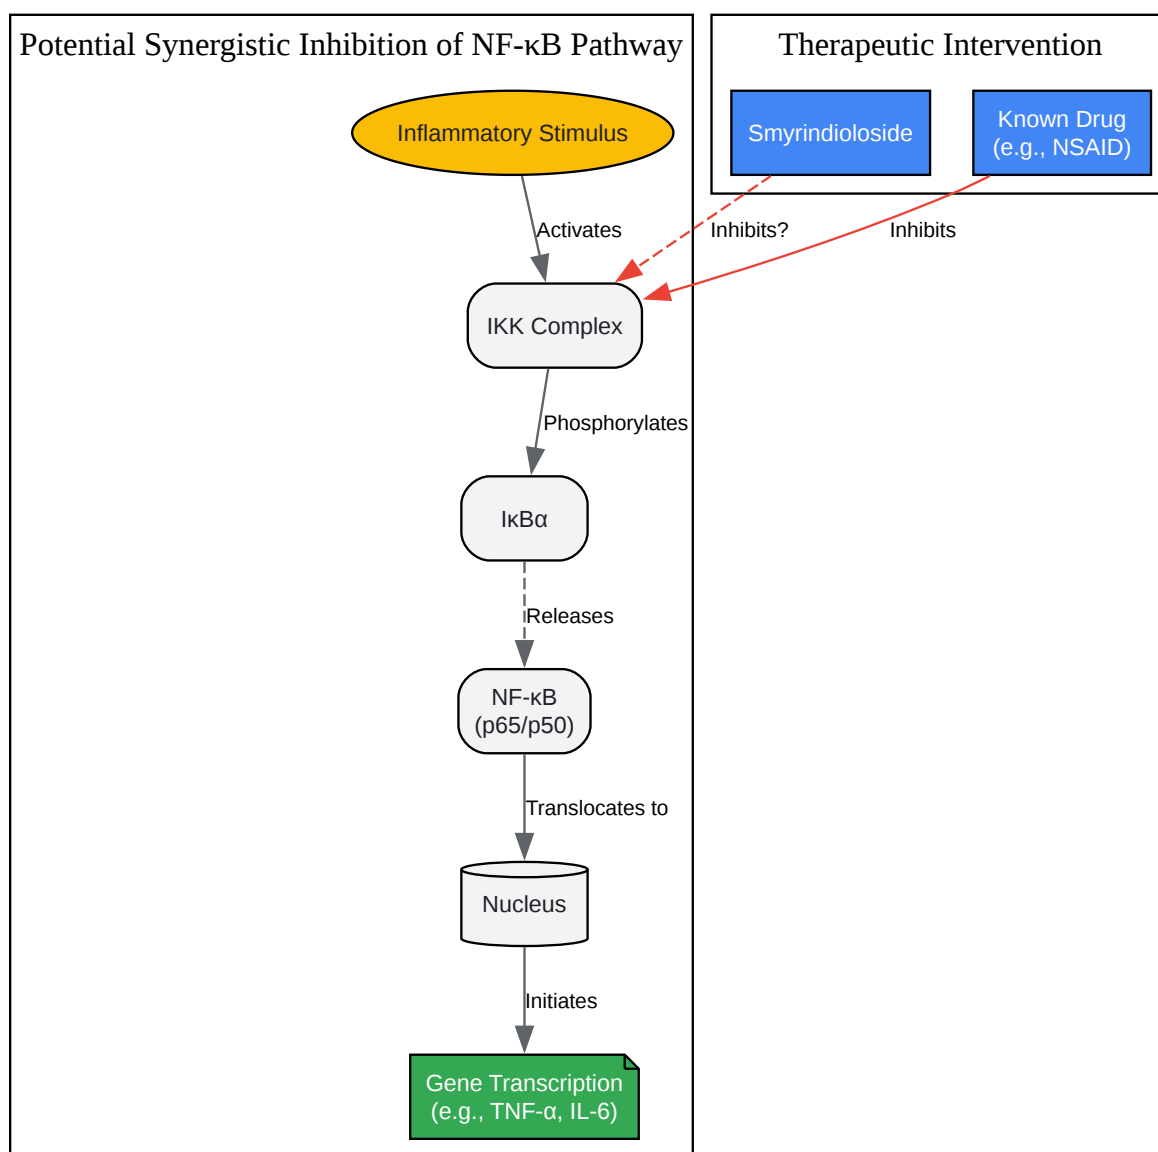 Potential Synergistic Inhibition of NF-κB Pathway
Therapeutic Intervention
Inflammatory Stimulus
Smyrindioloside
Known Drug
(e.g., NSAID)
Activates
Inhibits?
Inhibits
IKK Complex
Phosphorylates
IκBα
Releases
NF-κB
(p65/p50)
Translocates to
Nucleus
Initiates
Gene Transcription
(e.g., TNF-α, IL-6)